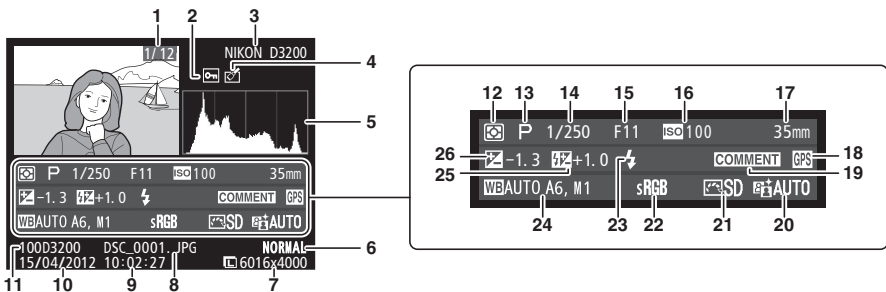 1
2
3
4
5
6
7
8
9
10
11
1/12
NIKON D3200
P 1/250 F11 ISO 100 35mm
-1.3 +1.0 COMMENT GPS
WB AUTO A6, M1 sRGB SD AUTO
100D3200 DSC_0001.JPG NORMAL
15/04/2012 10:02:27 L 6016x4000
12 13 14 15 16 17
P 1/250 F11 ISO 100 35mm
26 -1.3 +1.0 COMMENT GPS 18
25 23 19
WB AUTO A6, M1 sRGB SD AUTO
24 22 21 20